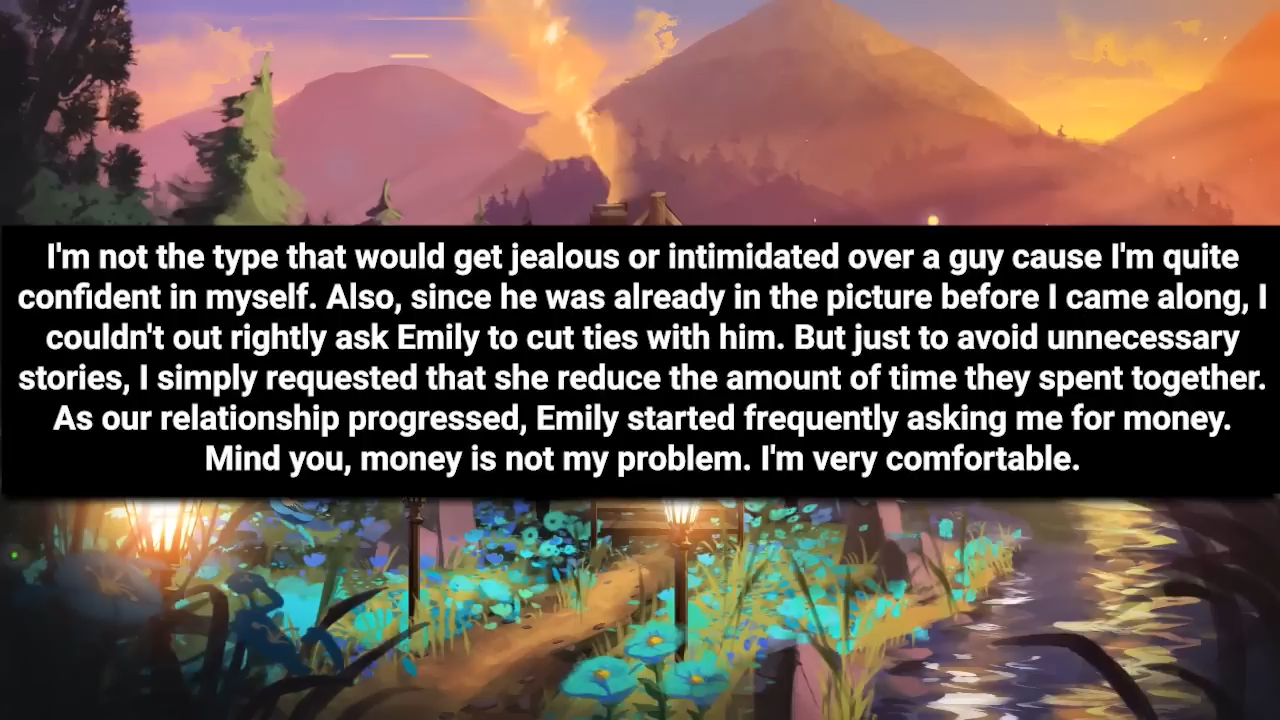 I'm not the type that would get jealous or intimidated over a guy cause I'm quite
confident in myself. Also, since he was already in the picture before I came along, I
couldn't out rightly ask Emily to cut ties with him. But just to avoid unnecessary
stories, I simply requested that she reduce the amount of time they spent together.
As our relationship progressed, Emily started frequently asking me for money.
Mind you, money is not my problem. I'm very comfortable.